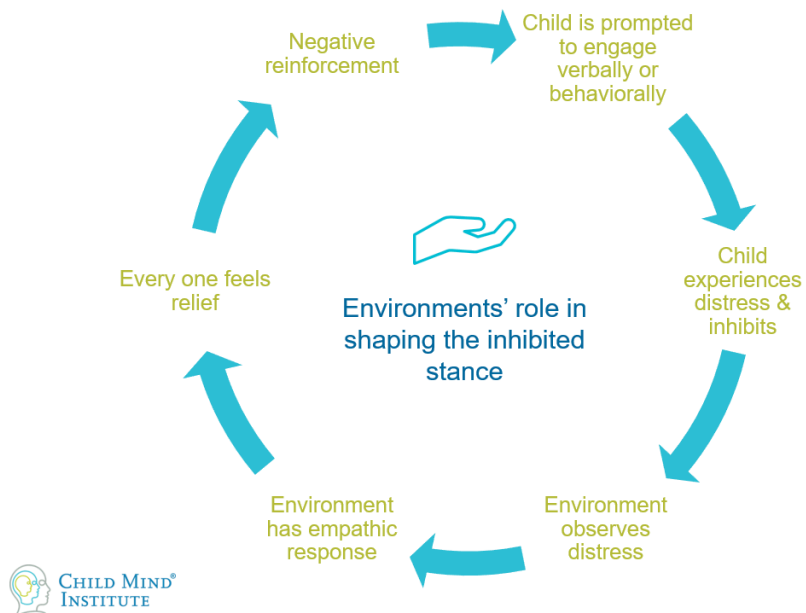 Negative
reinforcement
Child is prompted
to engage
verbally or
behaviorally
Child
experiences
distress &
inhibits
Environment
observes
distress
Environment
has empathic
response
Every one feels
relief
Environments’ role in
shaping the inhibited
stance
CHILD MIND®
INSTITUTE